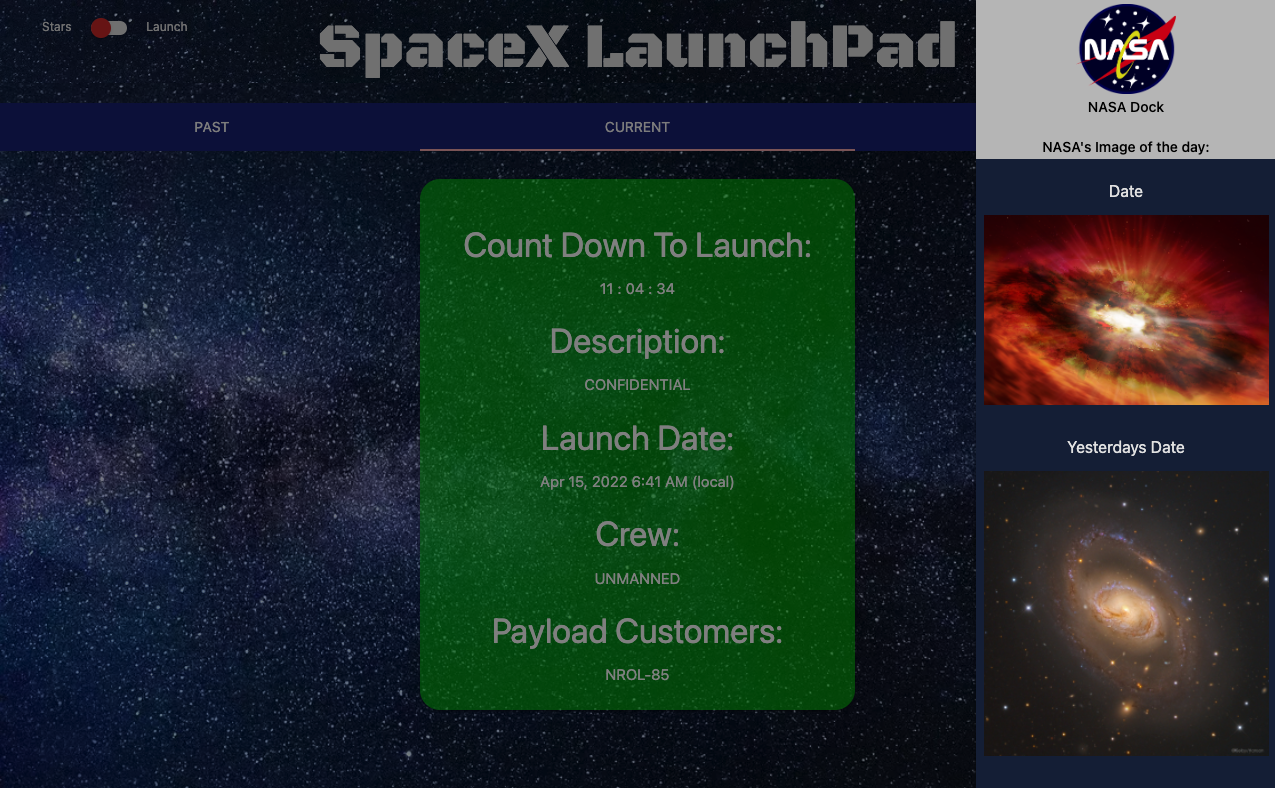 Stars
Launch
SpaceX LaunchPad
NASA
NASA Dock
NASA's Image of the day:
PAST
CURRENT
Count Down To Launch:
11 : 04 : 34
Description:
CONFIDENTIAL
Launch Date:
Apr 15, 2022 6:41 AM (local)
Crew:
UNMANNED
Payload Customers:
NROL-85
Date
Yesterdays Date